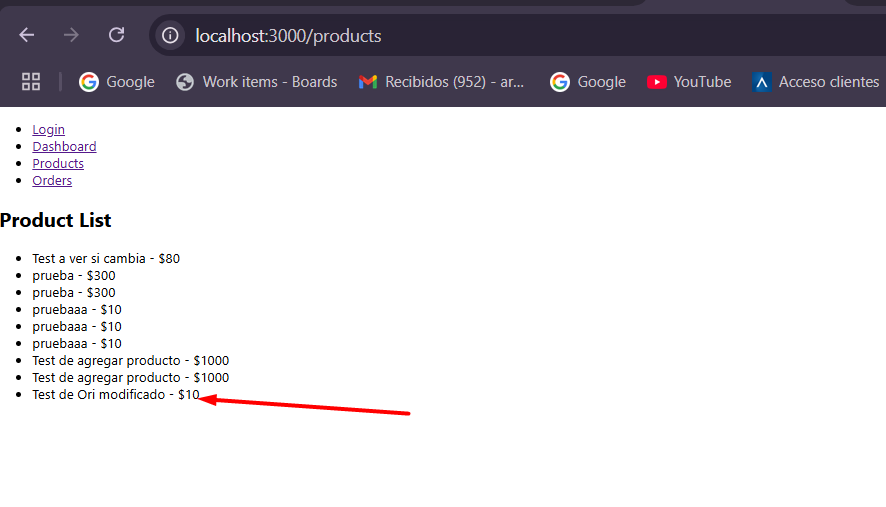 localhost:3000/products
Google Work items - Boards Recibidos (952) - ar... Google YouTube Acceso clientes
Login
Dashboard
Products
Orders
Product List
Test a ver si cambia - $80
prueba - $300
prueba - $300
pruebaaa - $10
pruebaaa - $10
pruebaaa - $10
Test de agregar producto - $1000
Test de agregar producto - $1000
Test de Ori modificado - $10